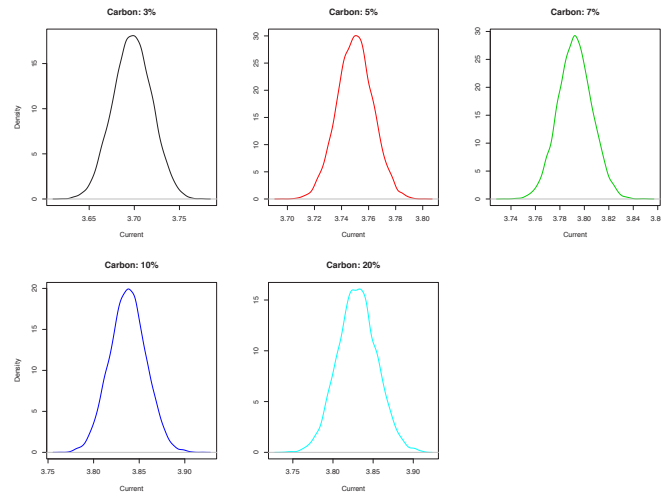 Carbon: 3%
Density
0 5 10 15
3.65 3.70 3.75
Current
Carbon: 5%
0 5 10 15 20 25 30
3.70 3.72 3.74 3.76 3.78 3.80
Current
Carbon: 7%
0 5 10 15 20 25 30
3.74 3.76 3.78 3.80 3.82 3.84 3.8
Current
Carbon: 10%
Density
0 5 10 15 20
3.75 3.80 3.85 3.90
Current
Carbon: 20%
0 5 10 15
3.75 3.80 3.85 3.90
Current